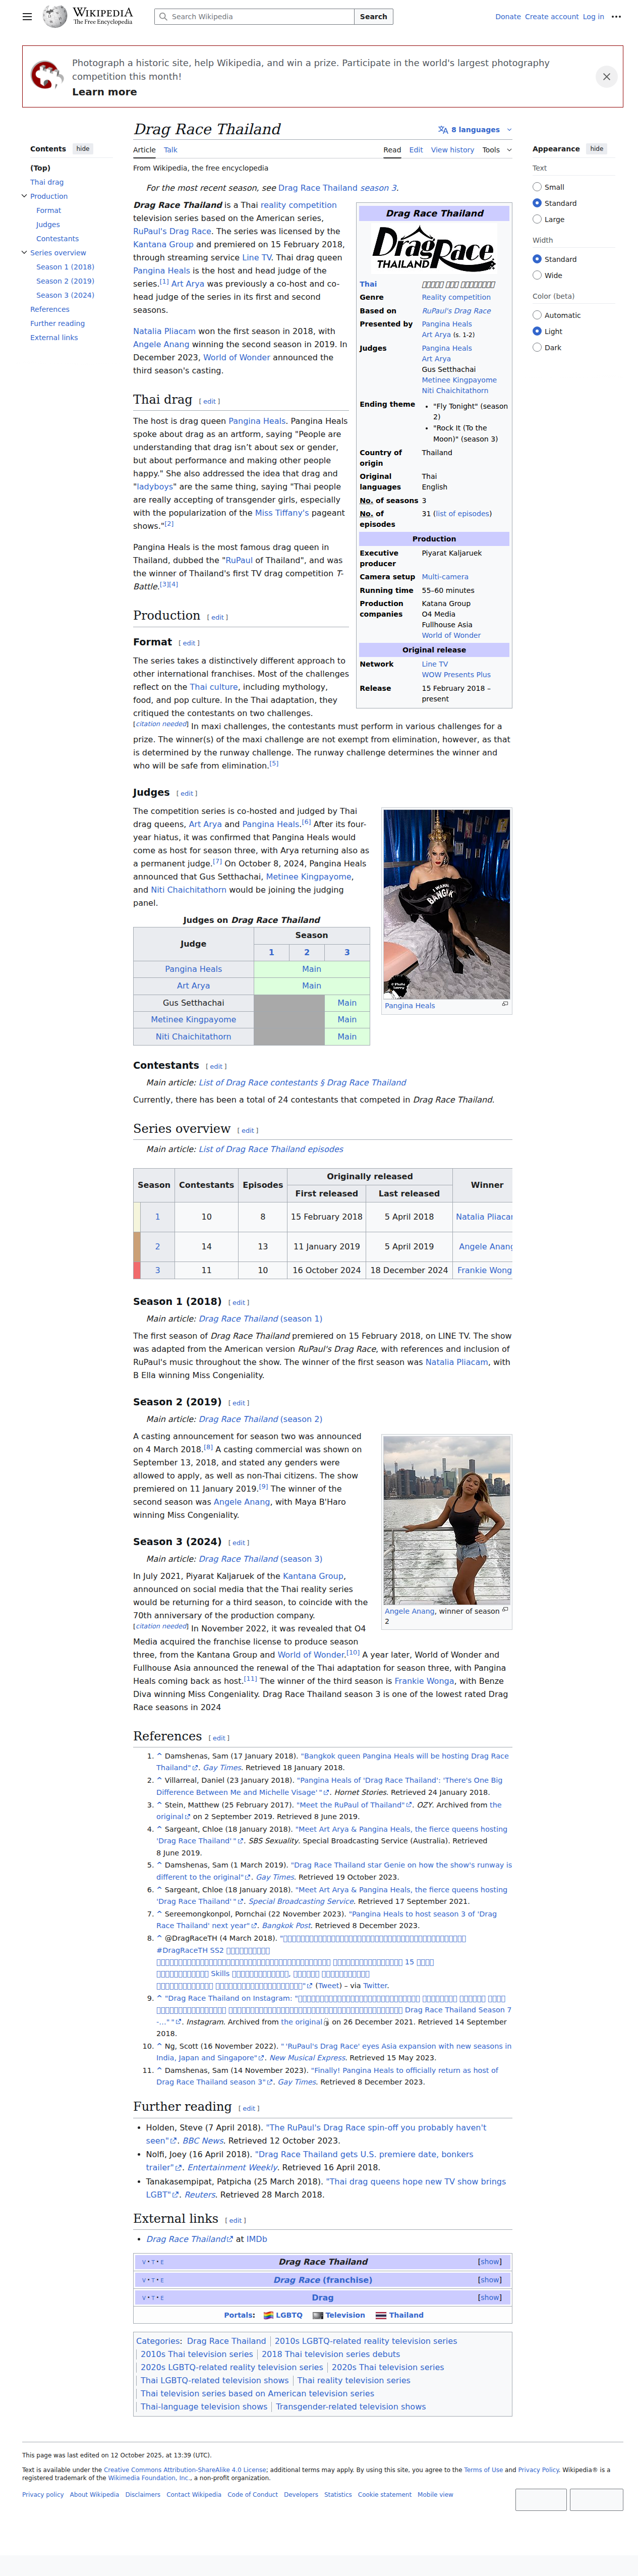 WIKIPEDIA
The Free Encyclopedia
Search Wikipedia
Search
Donate Create account Log in
Photograph a historic site, help Wikipedia, and win a prize. Participate in the world's largest photography
competition this month!
Learn more
Drag Race Thailand
8 languages
Article Talk
Read Edit View history Tools
From Wikipedia, the free encyclopedia
Contents hide
(Top)
Thai drag
Production
Format
Judges
Contestants
Series overview
Season 1 (2018)
Season 2 (2019)
Season 3 (2024)
References
Further reading
External links
Appearance hide
Text
Small
Standard
Large
Width
Standard
Wide
Color (beta)
Automatic
Light
Dark
For the most recent season, see Drag Race Thailand season 3.
Drag Race Thailand is a Thai reality competition
television series based on the American series,
RuPaul's Drag Race. The series was licensed by the
Kantana Group and premiered on 15 February 2018,
through streaming service Line TV. Thai drag queen
Pangina Heals is the host and head judge of the
series.[1] Art Arya was previously a co-host and co-
head judge of the series in its first and second
seasons.
Natalia Pliacam won the first season in 2018, with
Angele Anang winning the second season in 2019. In
December 2023, World of Wonder announced the
third season's casting.
Drag Race Thailand
DragRace
THAILAND
Thai
Genre Reality competition
Based on RuPaul's Drag Race
Presented by Pangina Heals
Art Arya (s. 1-2)
Judges Pangina Heals
Art Arya
Gus Setthachai
Metinee Kingpayome
Niti Chaichitathorn
Ending theme • "Fly Tonight" (season
2)
• "Rock It (To the
Moon)" (season 3)
Country of Thailand
origin
Original Thai
languages English
No. of seasons 3
No. of 31 (list of episodes)
episodes
Production
Executive Piyarat Kaljaruek
producer
Camera setup Multi-camera
Running time 55–60 minutes
Production Katana Group
companies O4 Media
Fullhouse Asia
World of Wonder
Original release
Network Line TV
WOW Presents Plus
Release 15 February 2018 –
present
Thai drag [ edit ]
The host is drag queen Pangina Heals. Pangina Heals
spoke about drag as an artform, saying "People are
understanding that drag isn't about sex or gender,
but about performance and making other people
happy." She also addressed the idea that drag and
"ladyboys" are the same thing, saying "Thai people
are really accepting of transgender girls, especially
with the popularization of the Miss Tiffany's pageant
shows."[2]
Pangina Heals is the most famous drag queen in
Thailand, dubbed the "RuPaul of Thailand", and was
the winner of Thailand's first TV drag competition T-
Battle.[3][4]
Production [ edit ]
Format [ edit ]
The series takes a distinctively different approach to
other international franchises. Most of the challenges
reflect on the Thai culture, including mythology,
food, and pop culture. In the Thai adaptation, they
critiqued the contestants on two challenges.
[citation needed] In maxi challenges, the contestants must perform in various challenges for a
prize. The winner(s) of the maxi challenge are not exempt from elimination, however, as that
is determined by the runway challenge. The runway challenge determines the winner and
who will be safe from elimination.[5]
Judges [ edit ]
The competition series is co-hosted and judged by Thai
drag queens, Art Arya and Pangina Heals.[6] After its four-
year hiatus, it was confirmed that Pangina Heals would
come as host for season three, with Arya returning also as
a permanent judge.[7] On October 8, 2024, Pangina Heals
announced that Gus Setthachai, Metinee Kingpayome,
and Niti Chaichitathorn would be joining the judging
panel.
I WANNA BE
BANGIN
Pangina Heals
Judges on Drag Race Thailand
Judge Season
1 2 3
Pangina Heals Main
Art Arya Main
Gus Setthachai Main
Metinee Kingpayome Main
Niti Chaichitathorn Main
Contestants [ edit ]
Main article: List of Drag Race contestants § Drag Race Thailand
Currently, there has been a total of 24 contestants that competed in Drag Race Thailand.
Series overview [ edit ]
Main article: List of Drag Race Thailand episodes
Season Contestants Episodes Originally released Winner
First released Last released
1 10 8 15 February 2018 5 April 2018 Natalia Pliacam
2 14 13 11 January 2019 5 April 2019 Angele Anang
3 11 10 16 October 2024 18 December 2024 Frankie Wong
Season 1 (2018) [ edit ]
Main article: Drag Race Thailand (season 1)
The first season of Drag Race Thailand premiered on 15 February 2018, on LINE TV. The show
was adapted from the American version RuPaul's Drag Race, with references and inclusion of
RuPaul's music throughout the show. The winner of the first season was Natalia Pliacam, with
B Ella winning Miss Congeniality.
Season 2 (2019) [ edit ]
Main article: Drag Race Thailand (season 2)
A casting announcement for season two was announced
on 4 March 2018.[8] A casting commercial was shown on
September 13, 2018, and stated any genders were
allowed to apply, as well as non-Thai citizens. The show
premiered on 11 January 2019.[9] The winner of the
second season was Angele Anang, with Maya B'Haro
winning Miss Congeniality.
Angele Anang, winner of season
2
Season 3 (2024) [ edit ]
Main article: Drag Race Thailand (season 3)
In July 2021, Piyarat Kaljaruek of the Kantana Group,
announced on social media that the Thai reality series
would be returning for a third season, to coincide with the
70th anniversary of the production company.
[citation needed] In November 2022, it was revealed that O4
Media acquired the franchise license to produce season
three, from the Kantana Group and World of Wonder.[10] A year later, World of Wonder and
Fullhouse Asia announced the renewal of the Thai adaptation for season three, with Pangina
Heals coming back as host.[11] The winner of the third season is Frankie Wonga, with Benze
Diva winning Miss Congeniality. Drag Race Thailand season 3 is one of the lowest rated Drag
Race seasons in 2024
References [ edit ]
1. ^ Damshenas, Sam (17 January 2018). "Bangkok queen Pangina Heals will be hosting Drag Race
Thailand". Gay Times. Retrieved 18 January 2018.
2. ^ Villarreal, Daniel (23 January 2018). "Pangina Heals of 'Drag Race Thailand': 'There's One Big
Difference Between Me and Michelle Visage' ". Hornet Stories. Retrieved 24 January 2018.
3. ^ Stein, Matthew (25 February 2017). "Meet the RuPaul of Thailand". OZY. Archived from the
original on 2 September 2019. Retrieved 8 June 2019.
4. ^ Sargeant, Chloe (18 January 2018). "Meet Art Arya & Pangina Heals, the fierce queens hosting
'Drag Race Thailand' ". SBS Sexuality. Special Broadcasting Service (Australia). Retrieved
8 June 2019.
5. ^ Damshenas, Sam (1 March 2019). "Drag Race Thailand star Genie on how the show's runway is
different to the original". Gay Times. Retrieved 19 October 2023.
6. ^ Sargeant, Chloe (18 January 2018). "Meet Art Arya & Pangina Heals, the fierce queens hosting
'Drag Race Thailand' ". Special Broadcasting Service. Retrieved 17 September 2021.
7. ^ Sereemongkonpol, Pornchai (22 November 2023). "Pangina Heals to host season 3 of 'Drag
Race Thailand' next year". Bangkok Post. Retrieved 8 December 2023.
8. ^ @DragRaceTH (4 March 2018). "
#DragRaceTH SS2
15
Skills
" (Tweet) – via Twitter.
9. ^ "Drag Race Thailand on Instagram: "
Drag Race Thailand Season 7
-..." ". Instagram. Archived from the original on 26 December 2021. Retrieved 14 September
2018.
10. ^ Ng, Scott (16 November 2022). " 'RuPaul's Drag Race' eyes Asia expansion with new seasons in
India, Japan and Singapore". New Musical Express. Retrieved 15 May 2023.
11. ^ Damshenas, Sam (14 November 2023). "Finally! Pangina Heals to officially return as host of
Drag Race Thailand season 3". Gay Times. Retrieved 8 December 2023.
Further reading [ edit ]
• Holden, Steve (7 April 2018). "The RuPaul's Drag Race spin-off you probably haven't
seen". BBC News. Retrieved 12 October 2023.
• Nolfi, Joey (16 April 2018). "Drag Race Thailand gets U.S. premiere date, bonkers
trailer". Entertainment Weekly. Retrieved 16 April 2018.
• Tanakasempipat, Patpicha (25 March 2018). "Thai drag queens hope new TV show brings
LGBT". Reuters. Retrieved 28 March 2018.
External links [ edit ]
• Drag Race Thailand at IMDb
V • T • E Drag Race Thailand [show]
V • T • E Drag Race (franchise) [show]
V • T • E Drag [show]
Portals: LGBTQ Television Thailand
Categories: Drag Race Thailand | 2010s LGBTQ-related reality television series
| 2010s Thai television series | 2018 Thai television series debuts
| 2020s LGBTQ-related reality television series | 2020s Thai television series
| Thai LGBTQ-related television shows | Thai reality television series
| Thai television series based on American television series
| Thai-language television shows | Transgender-related television shows
This page was last edited on 12 October 2025, at 13:39 (UTC).
Text is available under the Creative Commons Attribution-ShareAlike 4.0 License; additional terms may apply. By using this site, you agree to the Terms of Use and Privacy Policy. Wikipedia® is a
registered trademark of the Wikimedia Foundation, Inc., a non-profit organization.
Privacy policy About Wikipedia Disclaimers Contact Wikipedia Code of Conduct Developers Statistics Cookie statement Mobile view